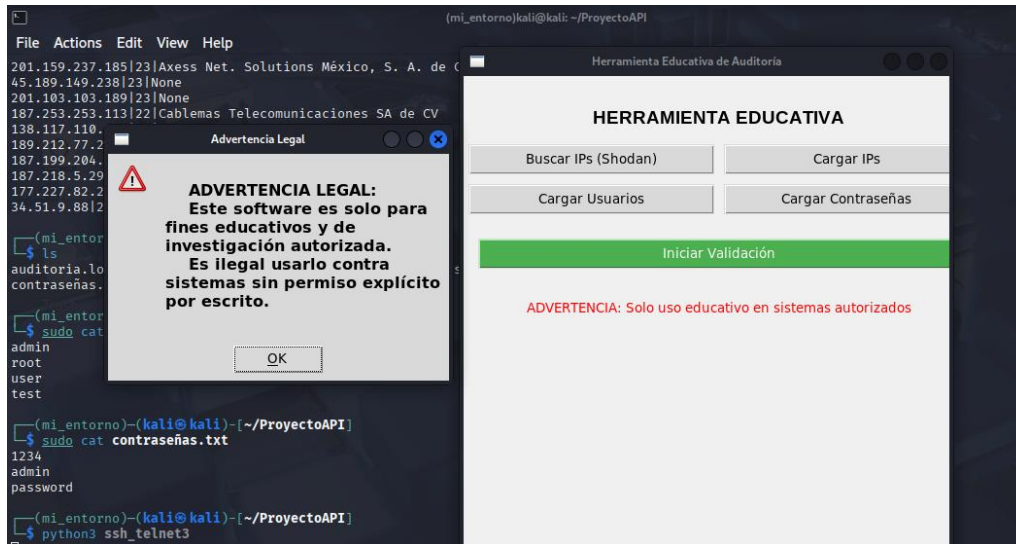 (mi_entorno)kali@kali: ~/ProyectoAPI
File Actions Edit View Help
201.159.237.185|23|Axess Net. Solutions México, S. A. de
45.189.149.238|23|None
201.103.103.189|23|None
187.253.253.113|22|Cablemas Telecomunicaciones SA de CV
138.117.110.
189.212.77.2
187.199.204.
187.218.5.29
177.227.82.2
34.51.9.88|2
(mi_entor
$ ls
auditoria.lo
contraseñas.
(mi_entor
$ sudo cat
admin
root
user
test
(mi_entorno)-(kali㉿kali)-[~/ProyectoAPI]
$ sudo cat contraseñas.txt
1234
admin
password
(mi_entorno)-(kali㉿kali)-[~/ProyectoAPI]
$ python3 ssh_telnet3
Advertencia Legal
ADVERTENCIA LEGAL:
Este software es solo para
fines educativos y de
investigación autorizada.
Es ilegal usarlo contra
sistemas sin permiso explícito
por escrito.
OK
Herramienta Educativa de Auditoría
HERRAMIENTA EDUCATIVA
Buscar IPs (Shodan) Cargar IPs
Cargar Usuarios Cargar Contraseñas
Iniciar Validación
ADVERTENCIA: Solo uso educativo en sistemas autorizados